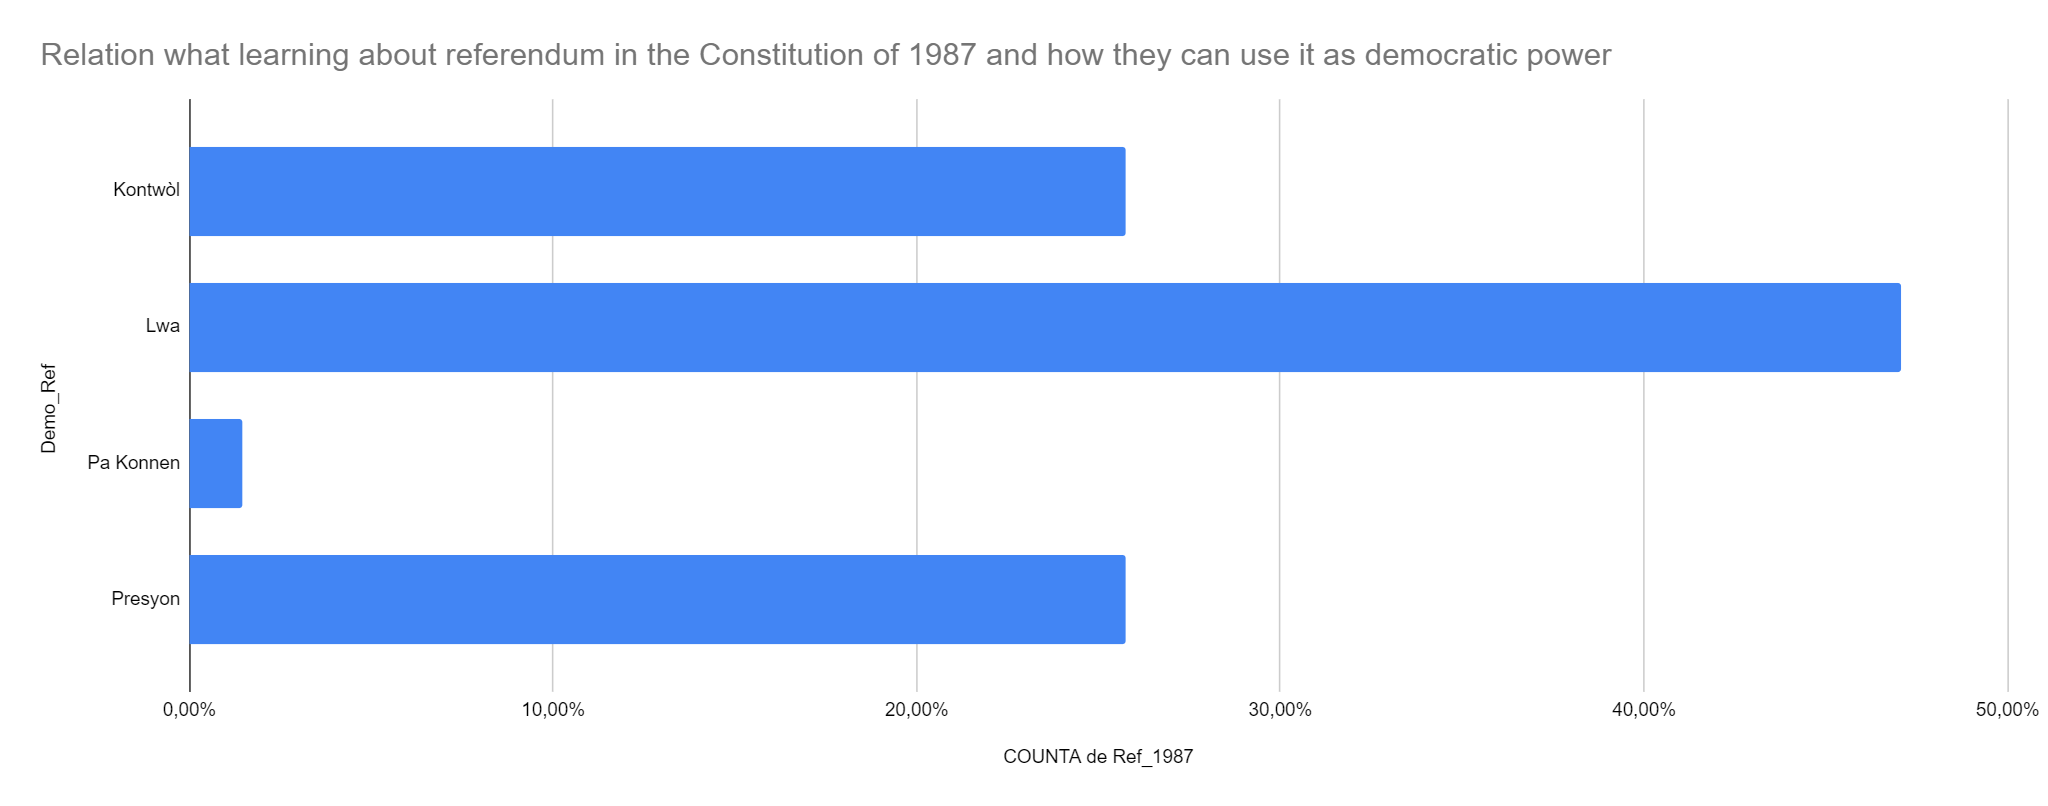 Relation what learning about referendum in the Constitution of 1987 and how they can use it as democratic power
Demo_Ref
Kontwòl
Lwa
Pa Konnen
Presyon
0,00% 10,00% 20,00% 30,00% 40,00% 50,00%
COUNTA de Ref_1987